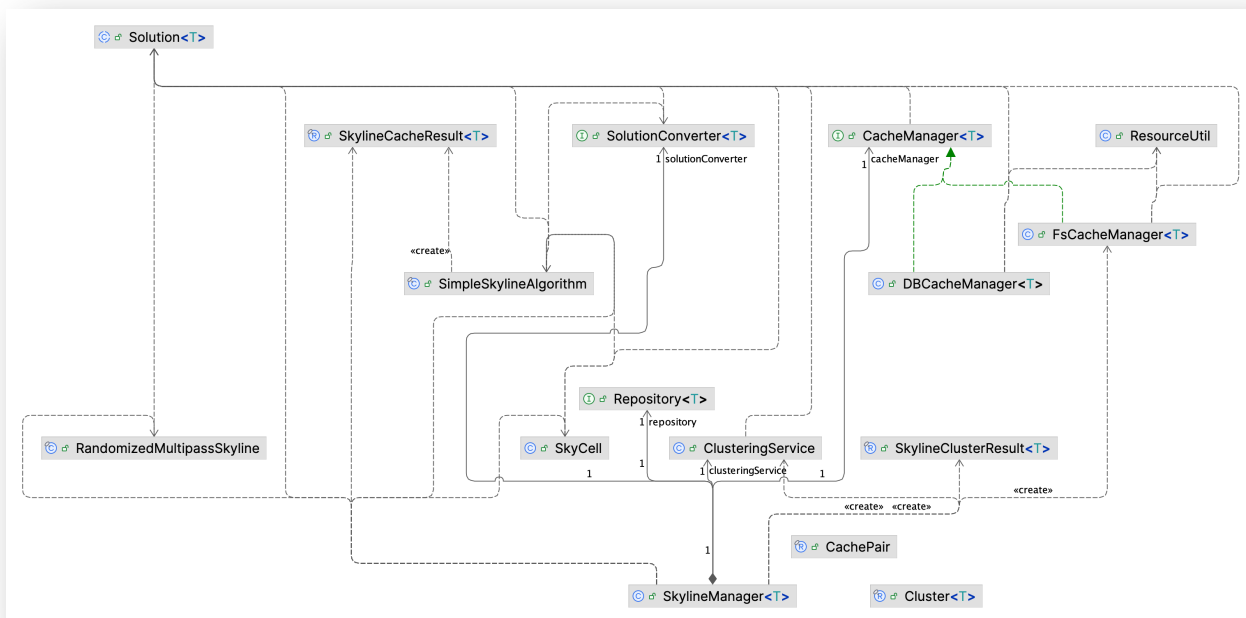 Solution<T>
SkylineCacheResult<T>
SolutionConverter<T>
CacheManager<T>
ResourceUtil
1 solutionConverter
1 cacheManager
FsCacheManager<T>
«create»
SimpleSkylineAlgorithm
DBCacheManager<T>
Repository<T>
1 repository
RandomizedMultipassSkyline
SkyCell
ClusteringService
SkylineClusterResult<T>
1
1
1 clusteringService
1
«create»
«create» «create»
CachePair
1
SkylineManager<T>
Cluster<T>